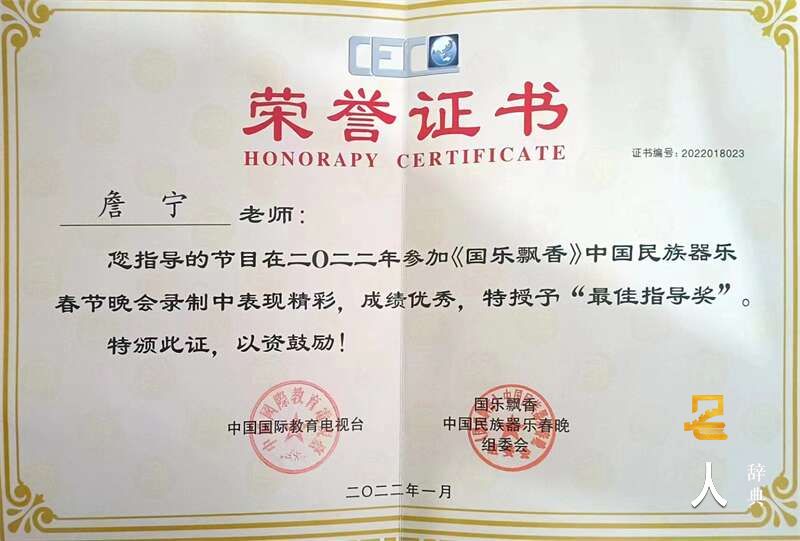 CEC
荣誉证书
HONORAPY CERTIFICATE
证书编号：2022018023
詹 宁 老师：
您指导的节目在二〇二二年参加《国乐飘香》中国民族器乐
春节晚会录制中表现精彩，成绩优秀，特授予“最佳指导奖”。
特颁此证，以资鼓励！
中国国际教育电视台
国乐飘香
中国民族器乐春晚
组委会
二〇二二年一月
人
辞典